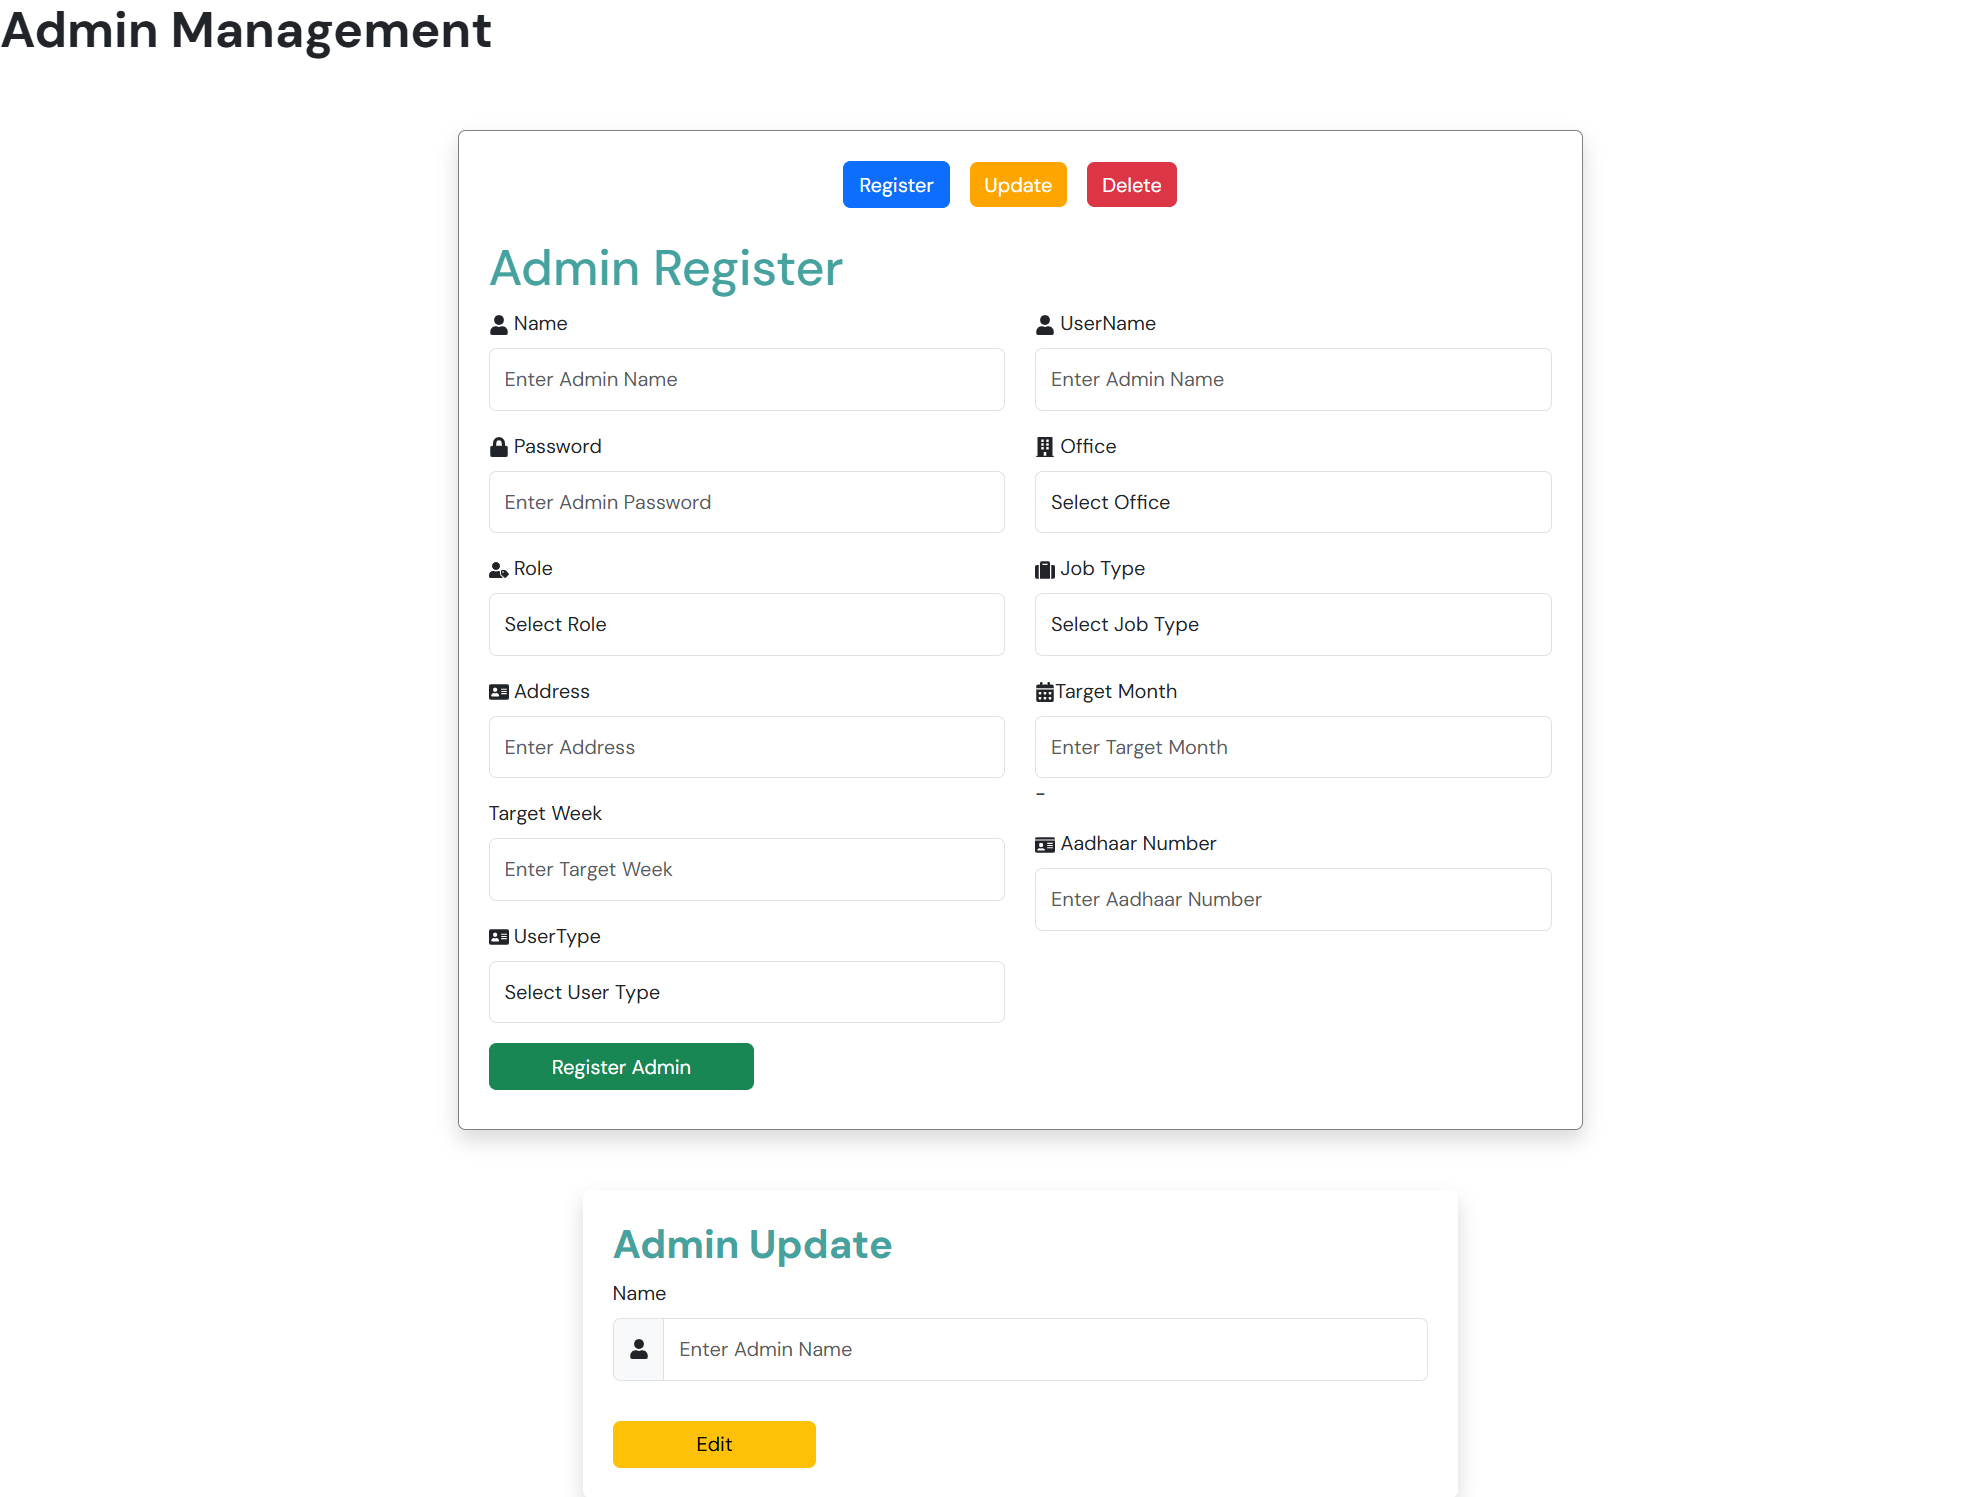 Admin Management
Register Update Delete
Admin Register
Name UserName
Enter Admin Name Enter Admin Name
Password Office
Enter Admin Password Select Office
Role Job Type
Select Role Select Job Type
Address Target Month
Enter Address Enter Target Month
-
Target Week
Aadhaar Number
Enter Target Week
Enter Aadhaar Number
UserType
Select User Type
Register Admin
Admin Update
Name
Enter Admin Name
Edit